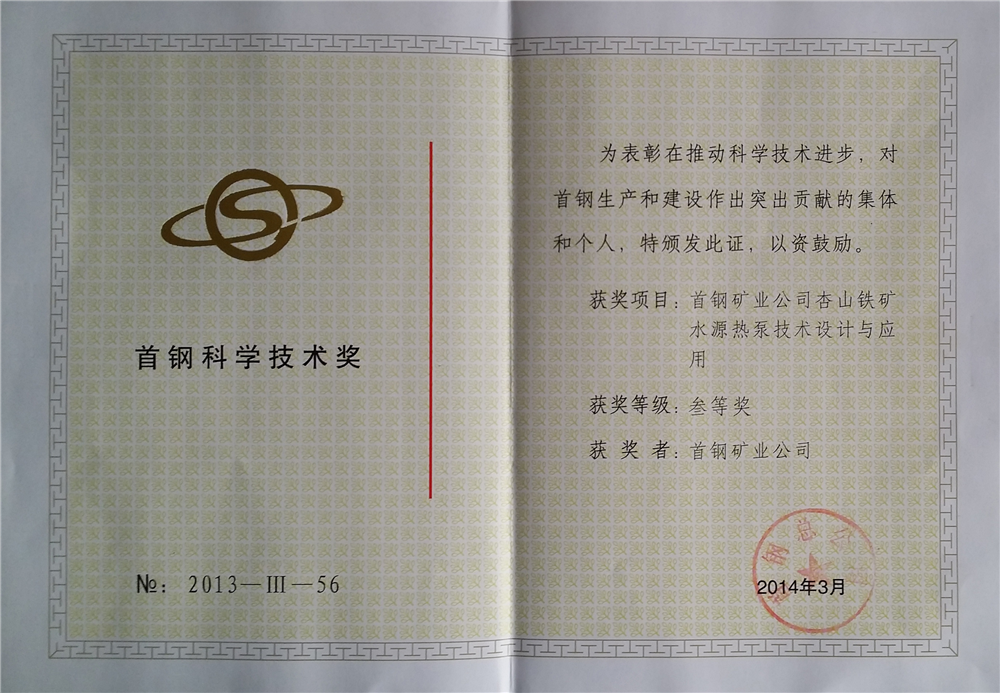 首钢科学技术奖
№：2013—III—56
为表彰在推动科学技术进步，对
首钢生产和建设作出突出贡献的集体
和个人，特颁发此证，以资鼓励。
获奖项目：首钢矿业公司杏山铁矿
水源热泵技术设计与应
用
获奖等级：叁等奖
获 奖 者：首钢矿业公司
钢总公
2014年3月